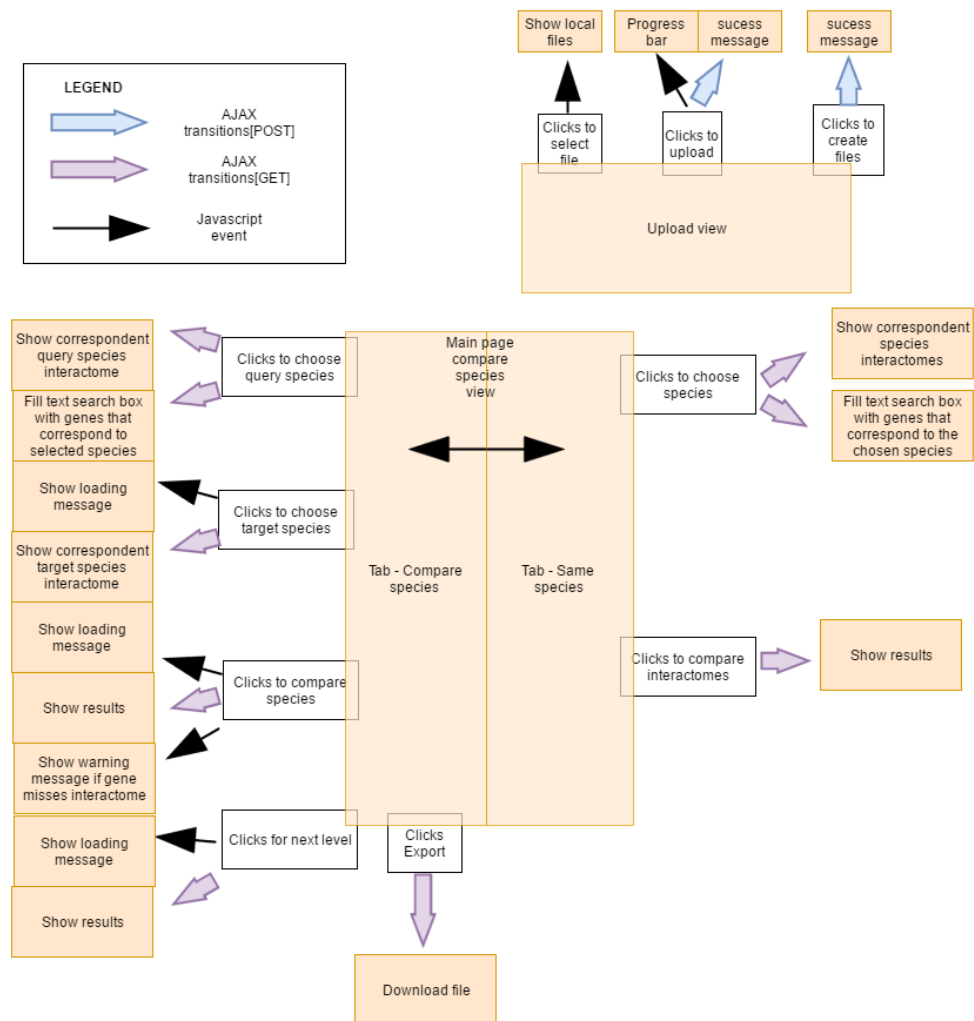 Show local
files
Progress
bar
sucess
message
sucess
message
LEGEND
AJAX
transitions[POST]
AJAX
transitions[GET]
Javascript
event
Clicks to
select
file
Clicks to
upload
Clicks to
create
files
Upload view
Show correspondent
query species
interactome
Fill text search box
with genes that
correspond to
selected species
Show loading
message
Show correspondent
target species
interactome
Show loading
message
Show results
Show warning
message if gene
misses interactome
Show loading
message
Show results
Clicks to choose
query species
Clicks to choose
target species
Clicks to compare
species
Clicks for next level
Main page
compare
species
view
Tab - Compare
species
Tab - Same
species
Clicks
Export
Download file
Clicks to choose
species
Clicks to compare
interactomes
Show correspondent
species
interactomes
Fill text search box
with genes that
correspond to the
chosen species
Show results